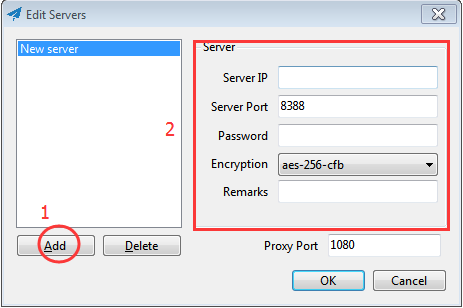 Edit Servers
New server
Server
Server IP
Server Port 8388
2
Password
Encryption aes-256-cfb
Remarks
1
Add Delete
Proxy Port 1080
OK Cancel